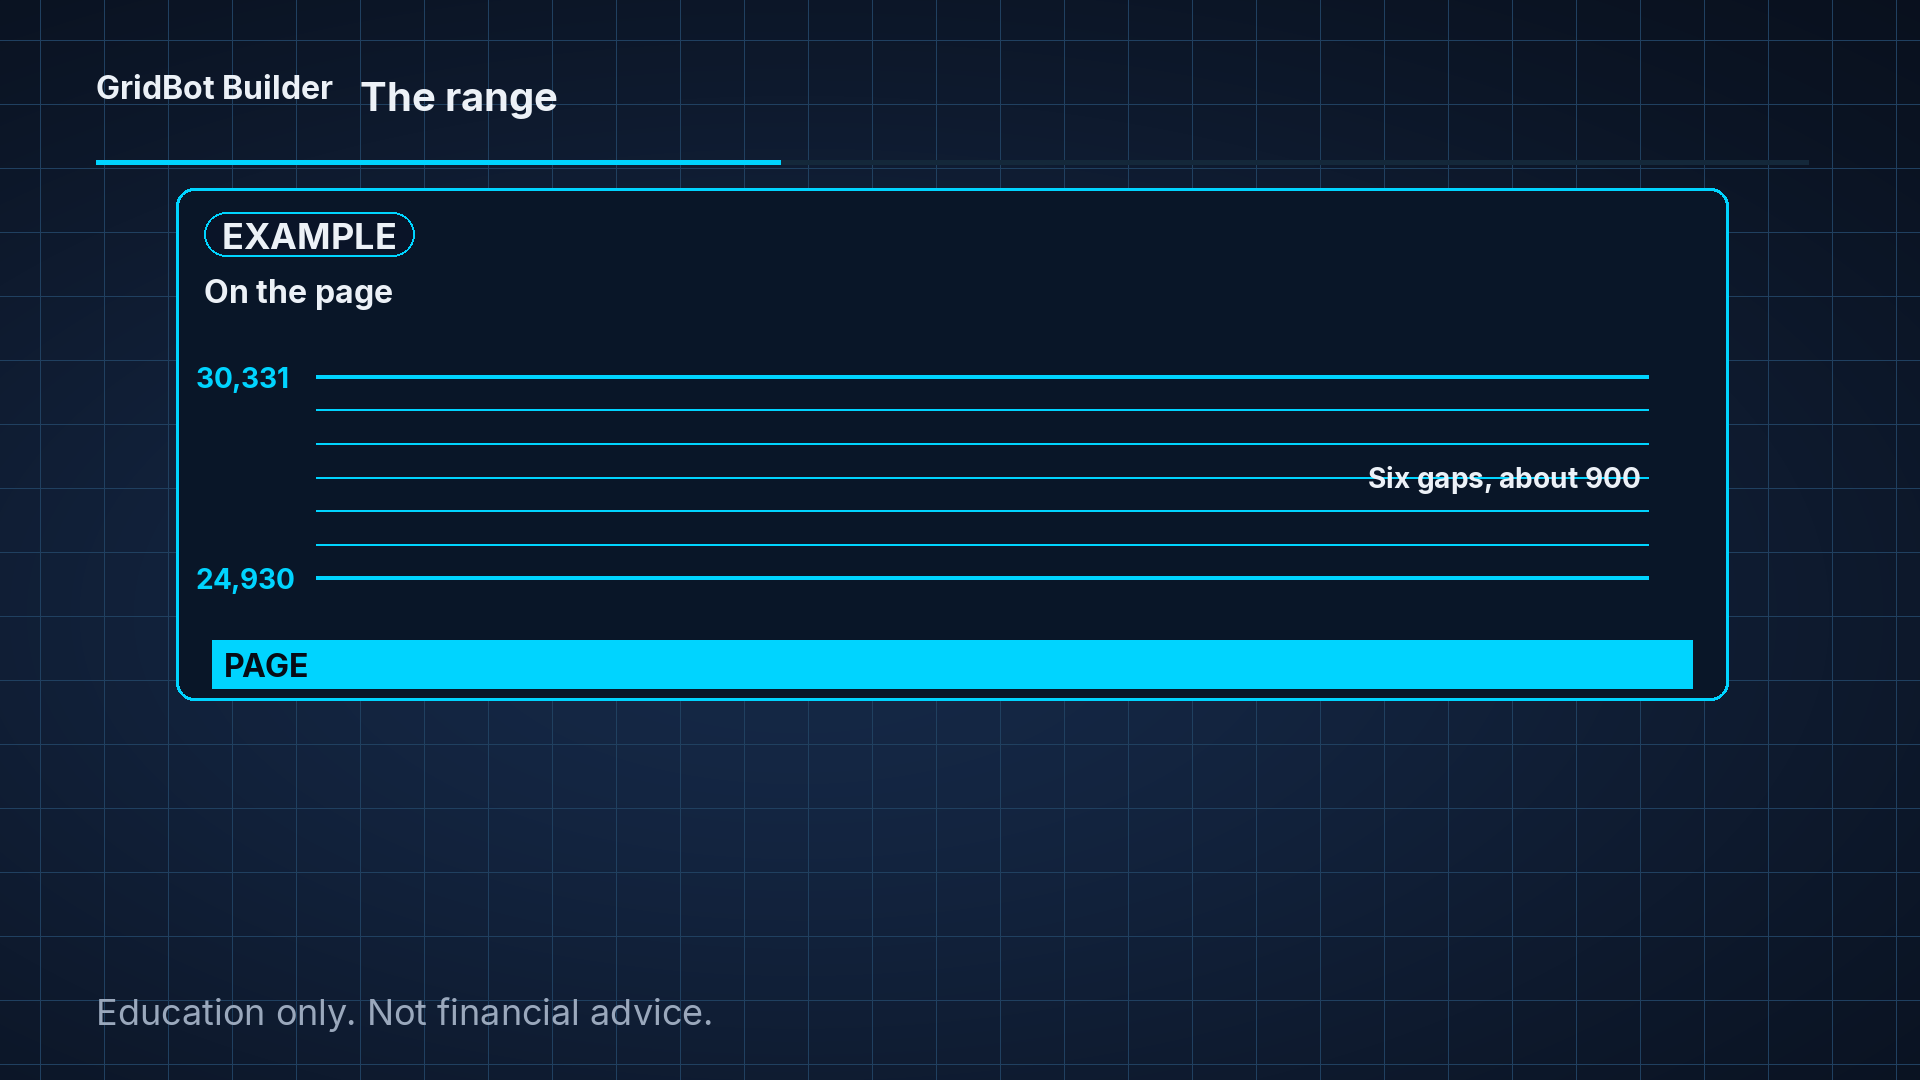 GridBot Builder
The range
EXAMPLE
On the page
30,331
Six gaps, about 900
24,930
PAGE
Education only. Not financial advice.